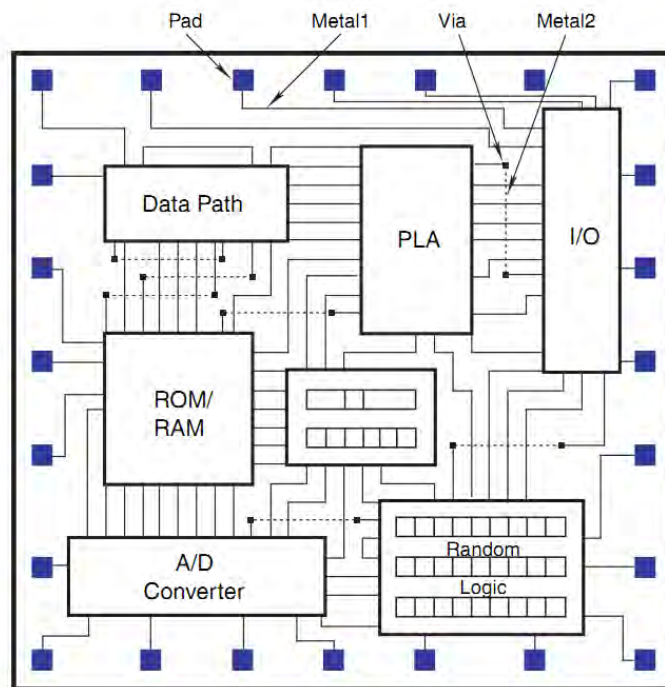 Pad Metal1 Via Metal2
Data Path
PLA
I/O
ROM/
RAM
A/D
Converter
Random
Logic